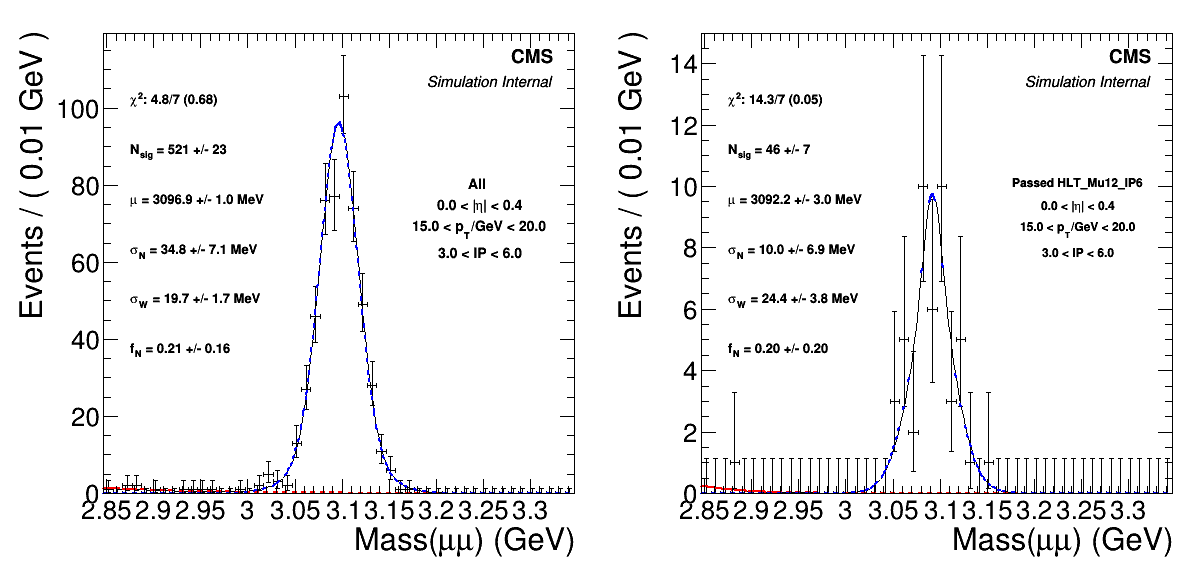 CMS
Simulation Internal
χ²: 4.8/7 (0.68)
N_sig = 521 +/- 23
μ = 3096.9 +/- 1.0 MeV
σ_N = 34.8 +/- 7.1 MeV
σ_W = 19.7 +/- 1.7 MeV
f_N = 0.21 +/- 0.16
All
0.0 < |η| < 0.4
15.0 < p_T/GeV < 20.0
3.0 < IP < 6.0
Events / ( 0.01 GeV )
100
80
60
40
20
0
2.85 2.9 2.95 3 3.05 3.1 3.15 3.2 3.25 3.3
Mass(μμ) (GeV)
CMS
Simulation Internal
χ²: 14.3/7 (0.05)
N_sig = 46 +/- 7
μ = 3092.2 +/- 3.0 MeV
σ_N = 10.0 +/- 6.9 MeV
σ_W = 24.4 +/- 3.8 MeV
f_N = 0.20 +/- 0.20
Passed HLT_Mu12_IP6
0.0 < |η| < 0.4
15.0 < p_T/GeV < 20.0
3.0 < IP < 6.0
Events / ( 0.01 GeV )
14
12
10
8
6
4
2
0
2.85 2.9 2.95 3 3.05 3.1 3.15 3.2 3.25 3.3
Mass(μμ) (GeV)